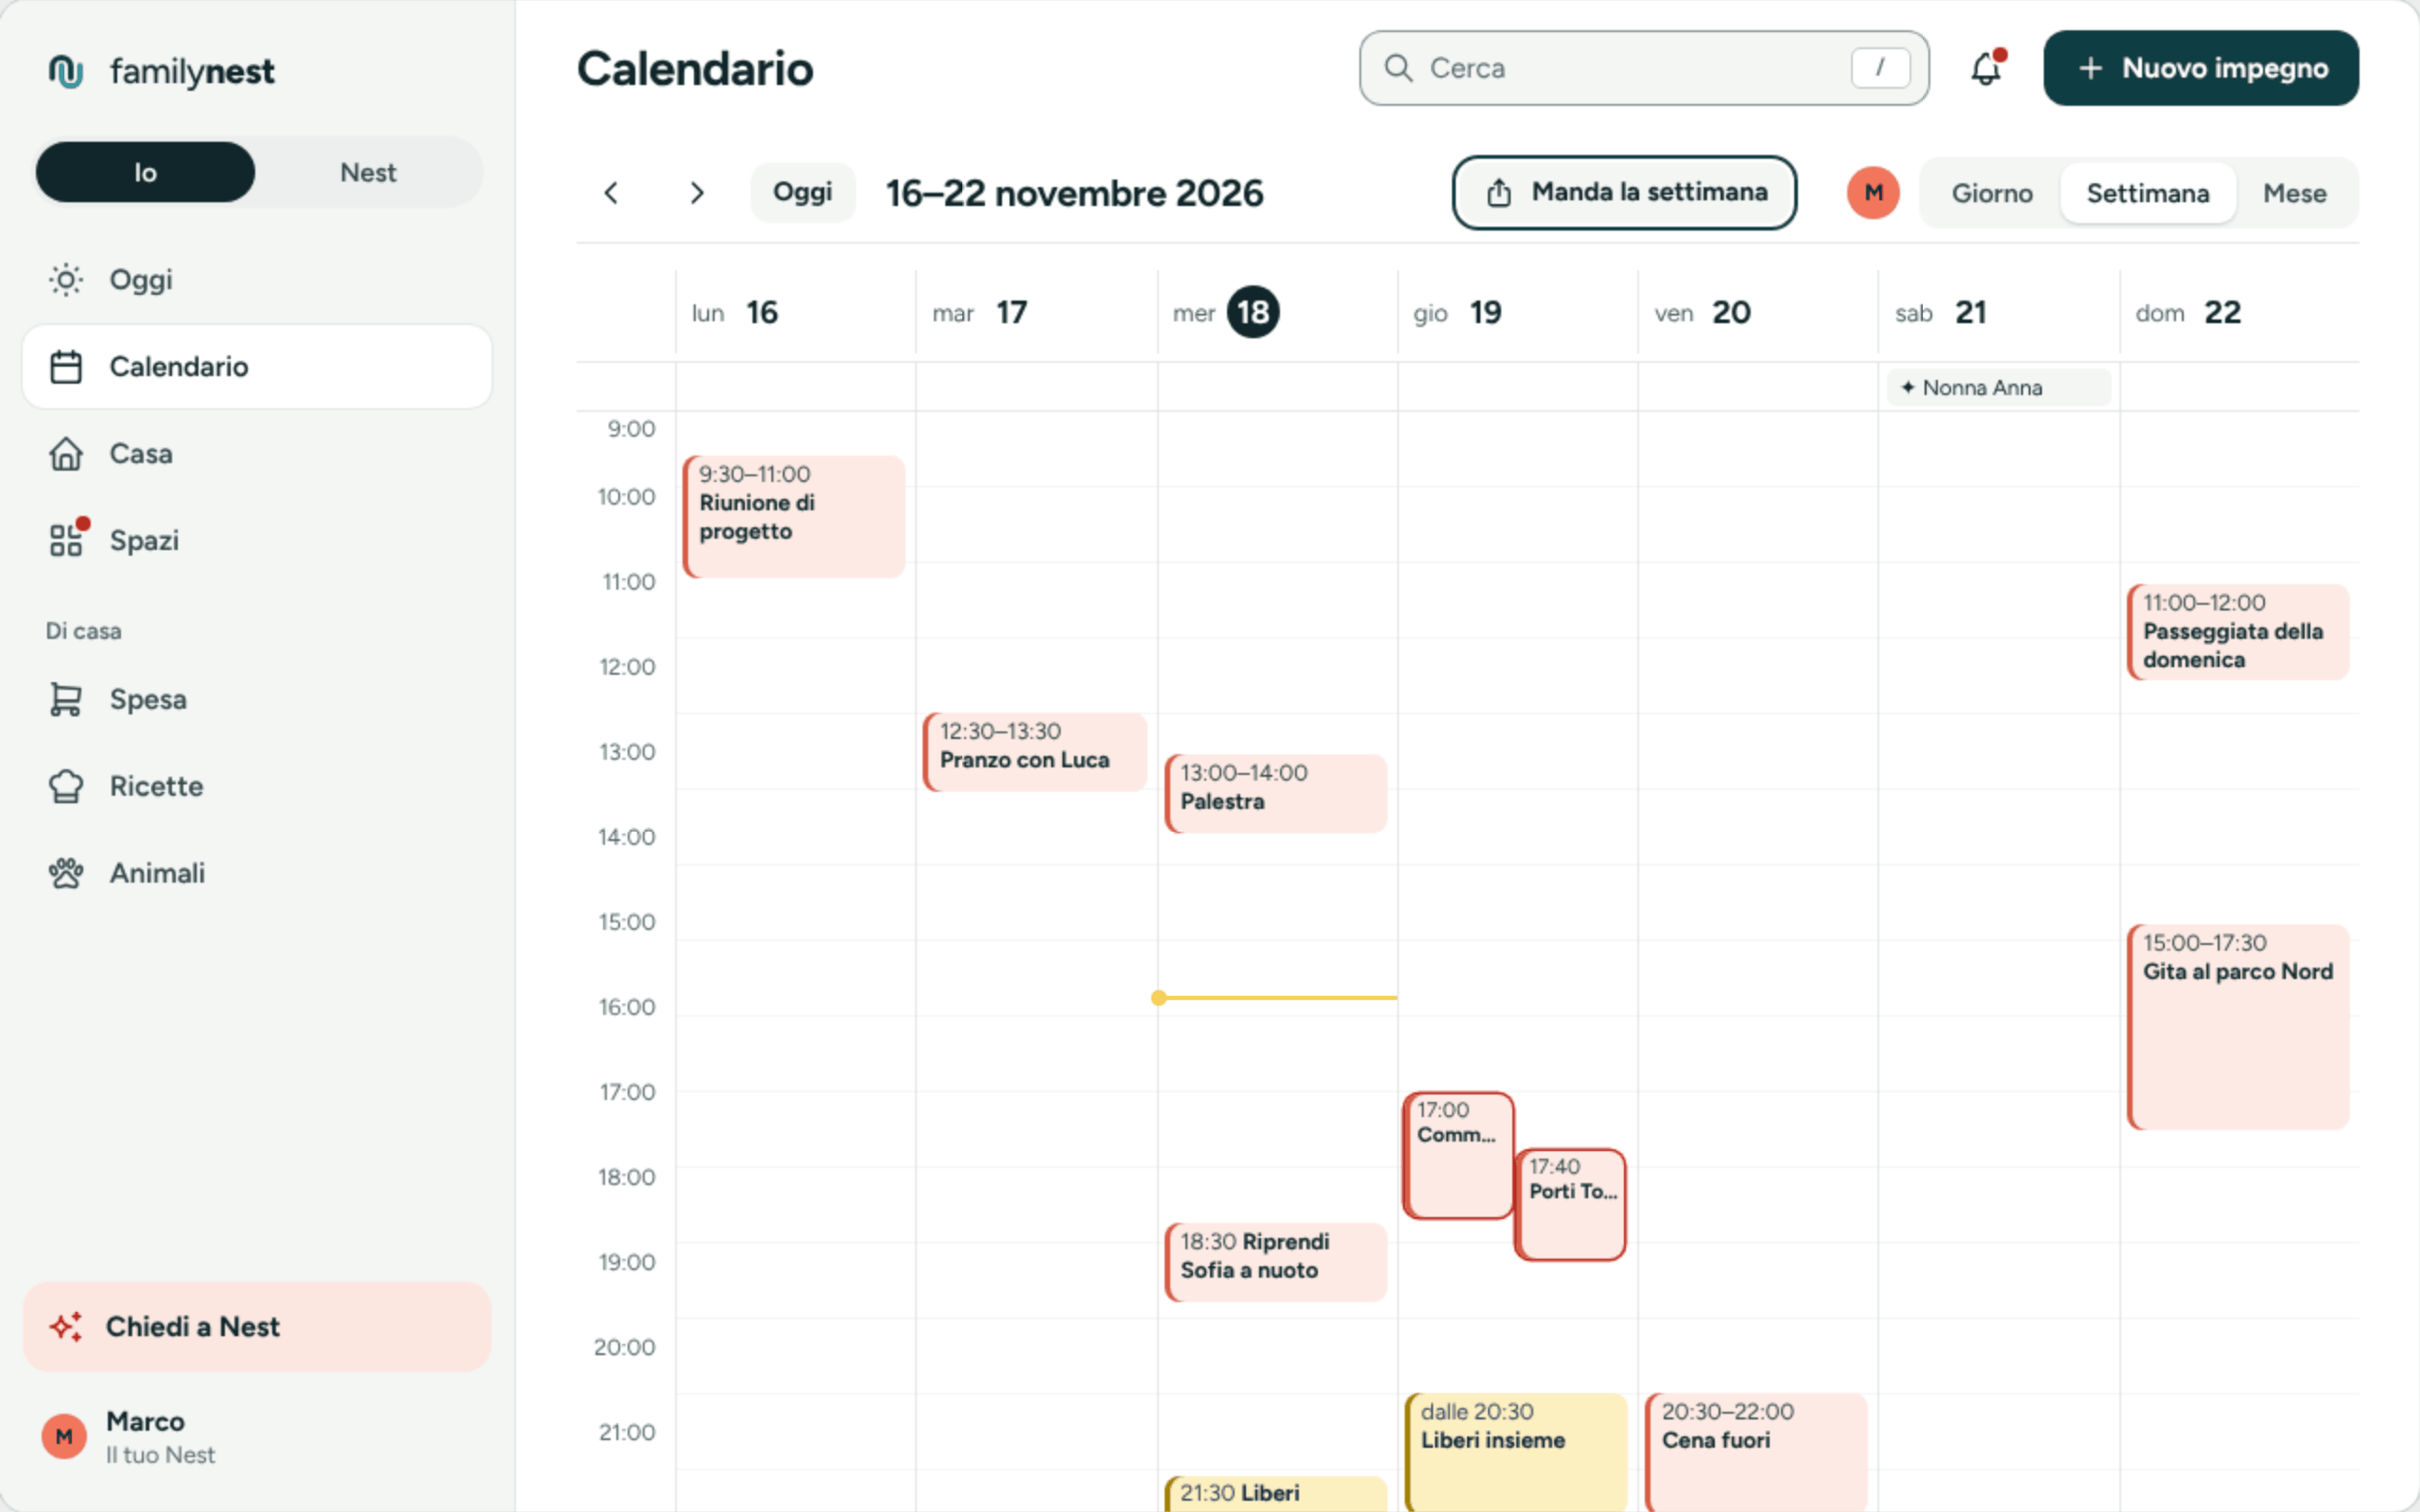 familynest
Io
Nest
Oggi
Calendario
Casa
Spazi
Di casa
Spesa
Ricette
Animali
Chiedi a Nest
M
Marco
Il tuo Nest
Calendario
Cerca
/
Nuovo impegno
Oggi
16–22 novembre 2026
Manda la settimana
M
Giorno
Settimana
Mese
lun 16
mar 17
mer 18
gio 19
ven 20
sab 21
dom 22
✦ Nonna Anna
9:00
10:00
11:00
12:00
13:00
14:00
15:00
16:00
17:00
18:00
19:00
20:00
21:00
9:30–11:00
Riunione di
progetto
12:30–13:30
Pranzo con Luca
13:00–14:00
Palestra
18:30 Riprendi
Sofia a nuoto
21:30 Liberi
17:00
Comm...
17:40
Porti To...
dalle 20:30
Liberi insieme
20:30–22:00
Cena fuori
11:00–12:00
Passeggiata della
domenica
15:00–17:30
Gita al parco Nord